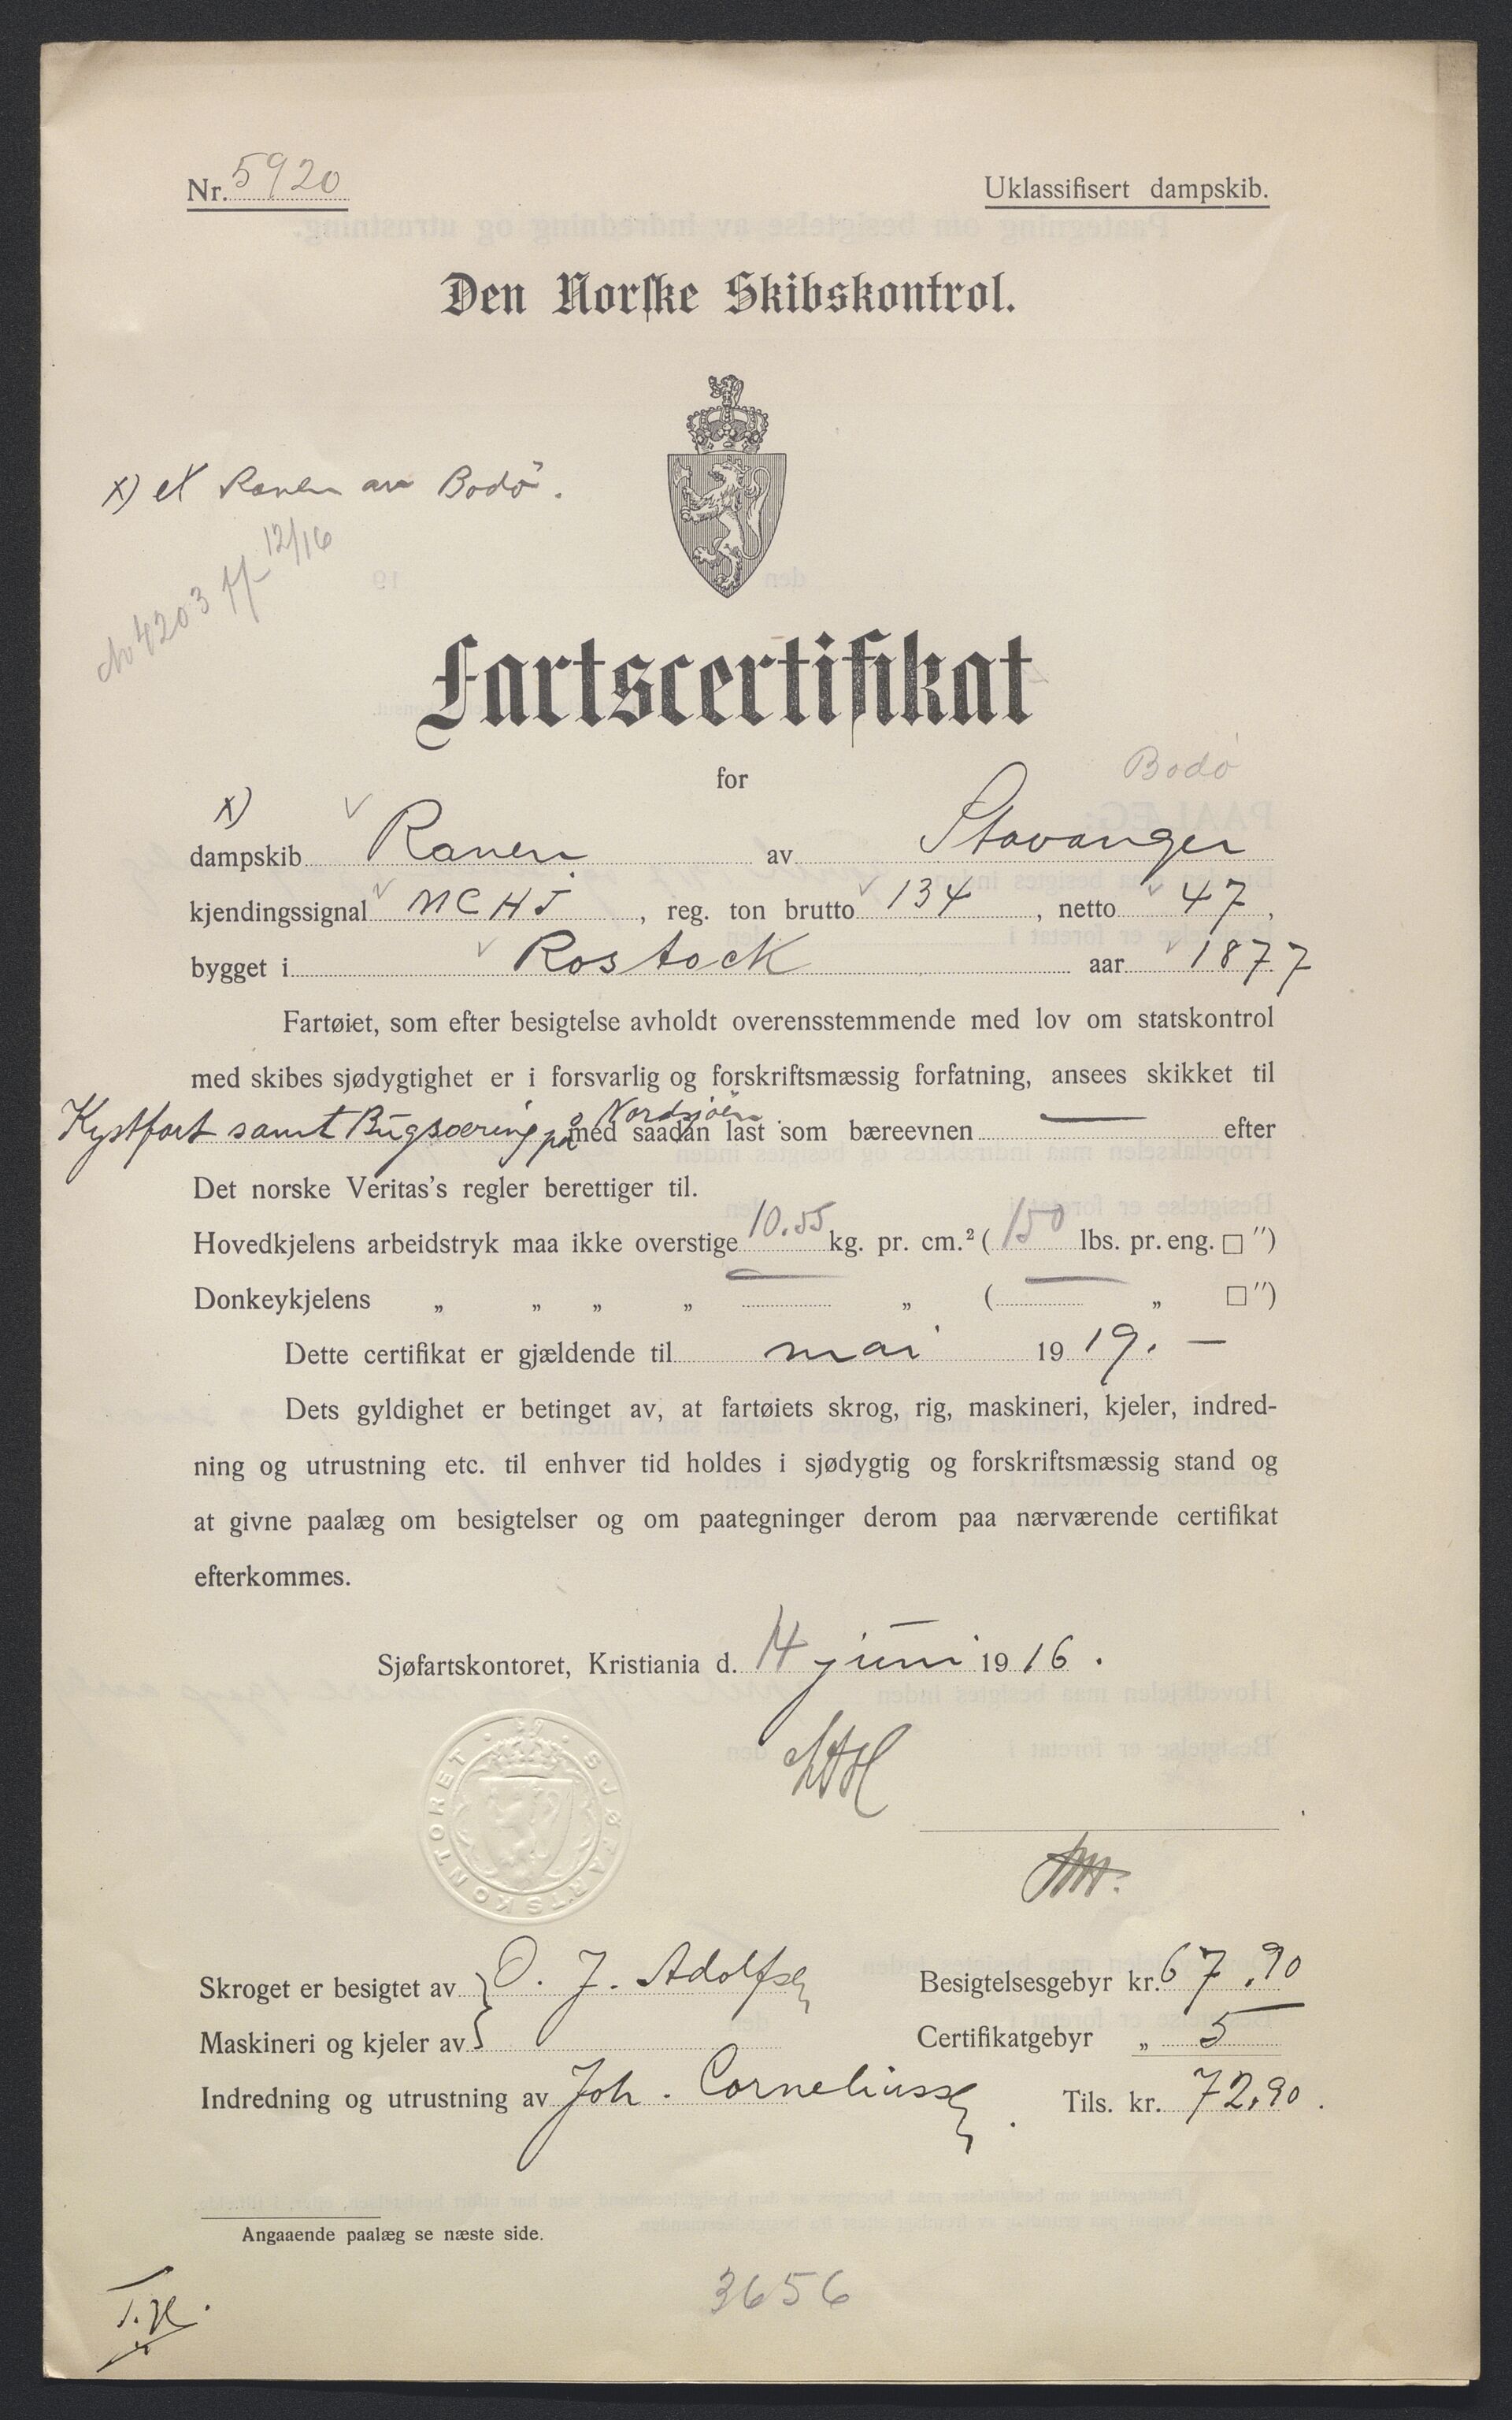 Nr. 5920
Uklassifisert dampskib.
Den Norske Skibskontrol.
x) ex Ranen av Bodö.
4203 12/16
Fartscertifikat
for
Bodö
x)
dampskib Ranen av Stavanger
kjendingssignal MCHJ, reg. ton brutto 134, netto 47,
bygget i Rostock aar 1877
Fartøiet, som efter besigtelse avholdt overensstemmende med lov om statskontrol
med skibes sjødygtighet er i forsvarlig og forskriftsmæssig forfatning, ansees skikket til
Kystfart samt Bugsering på Nordsjöen med saadan last som bæreevnen — efter
Det norske Veritas's regler berettiger til.
Hovedkjelens arbeidstryk maa ikke overstige 10.55 kg. pr. cm.² (150 lbs. pr. eng. □ ")
Donkeykjelens „ „ „ „ — „ (— „ □ ")
Dette certifikat er gjældende til mai 1919. —
Dets gyldighet er betinget av, at fartøiets skrog, rig, maskineri, kjeler, indred-
ning og utrustning etc. til enhver tid holdes i sjødygtig og forskriftsmæssig stand og
at givne paalæg om besigtelser og om paategninger derom paa nærværende certifikat
efterkommes.
Sjøfartskontoret, Kristiania d. 14 juni 1916.
SJØFARTSKONTORET
Skroget er besigtet av O. J. Adolfsen
Besigtelsesgebyr kr. 67.90
Maskineri og kjeler av
Certifikatgebyr „ 5
Indredning og utrustning av Joh. Corneliussen.
Tils. kr. 72.90.
Angaaende paalæg se næste side.
3656